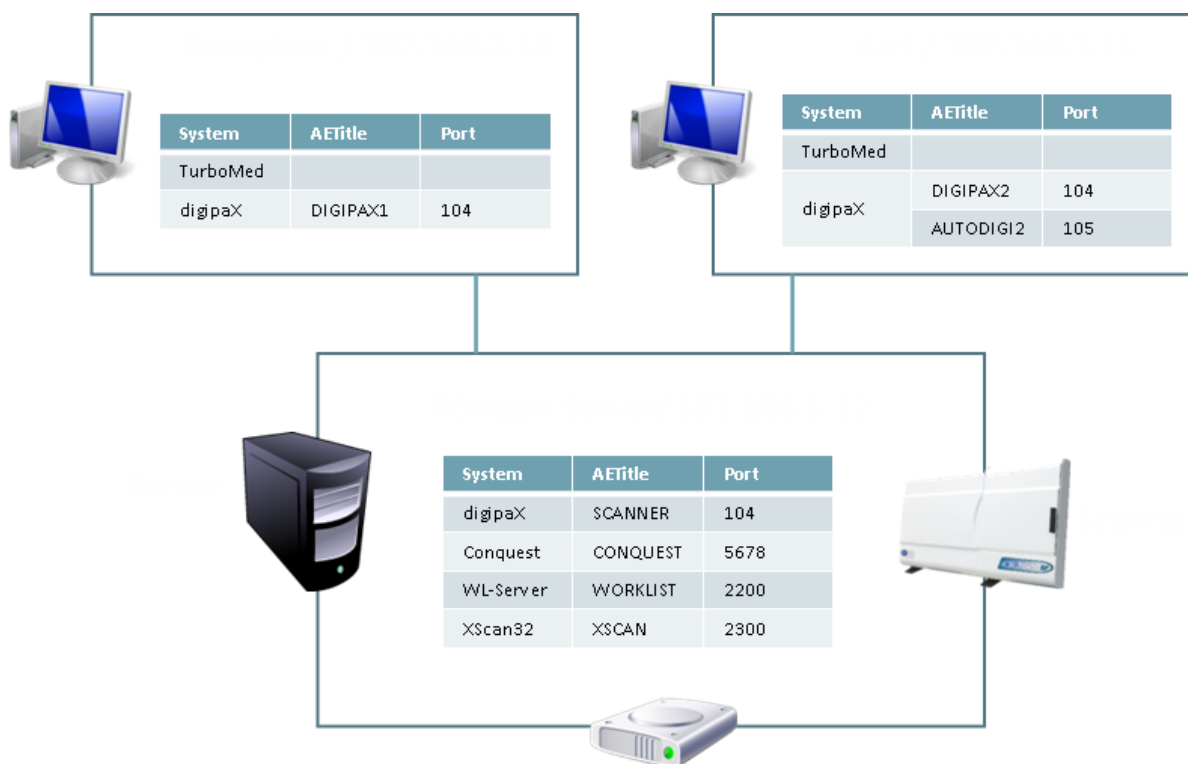 System AETitle Port
TurboMed
digipaX DIGIPAX1 104
System AETitle Port
TurboMed
digipaX DIGIPAX2 104
AUTODIGI2 105
System AETitle Port
digipaX SCANNER 104
Conquest CONQUEST 5678
WL-Server WORKLIST 2200
XScan32 XSCAN 2300